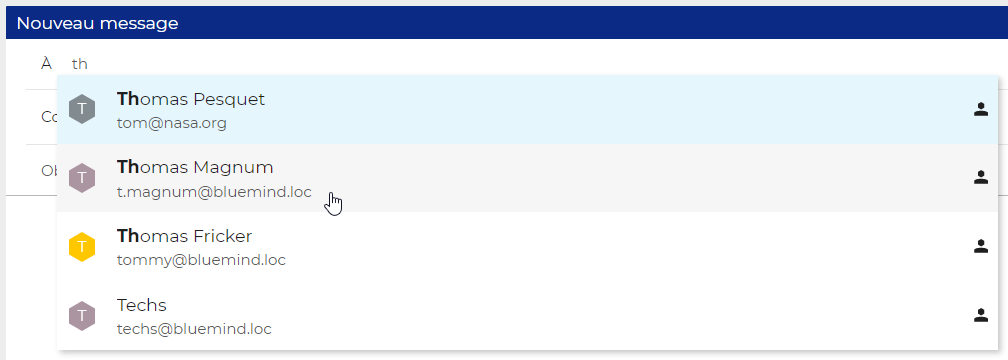 Nouveau message
À th
T Thomas Pesquet
tom@nasa.org
Co
T Thomas Magnum
t.magnum@bluemind.loc
Ob
T Thomas Fricker
tommy@bluemind.loc
T Techs
techs@bluemind.loc